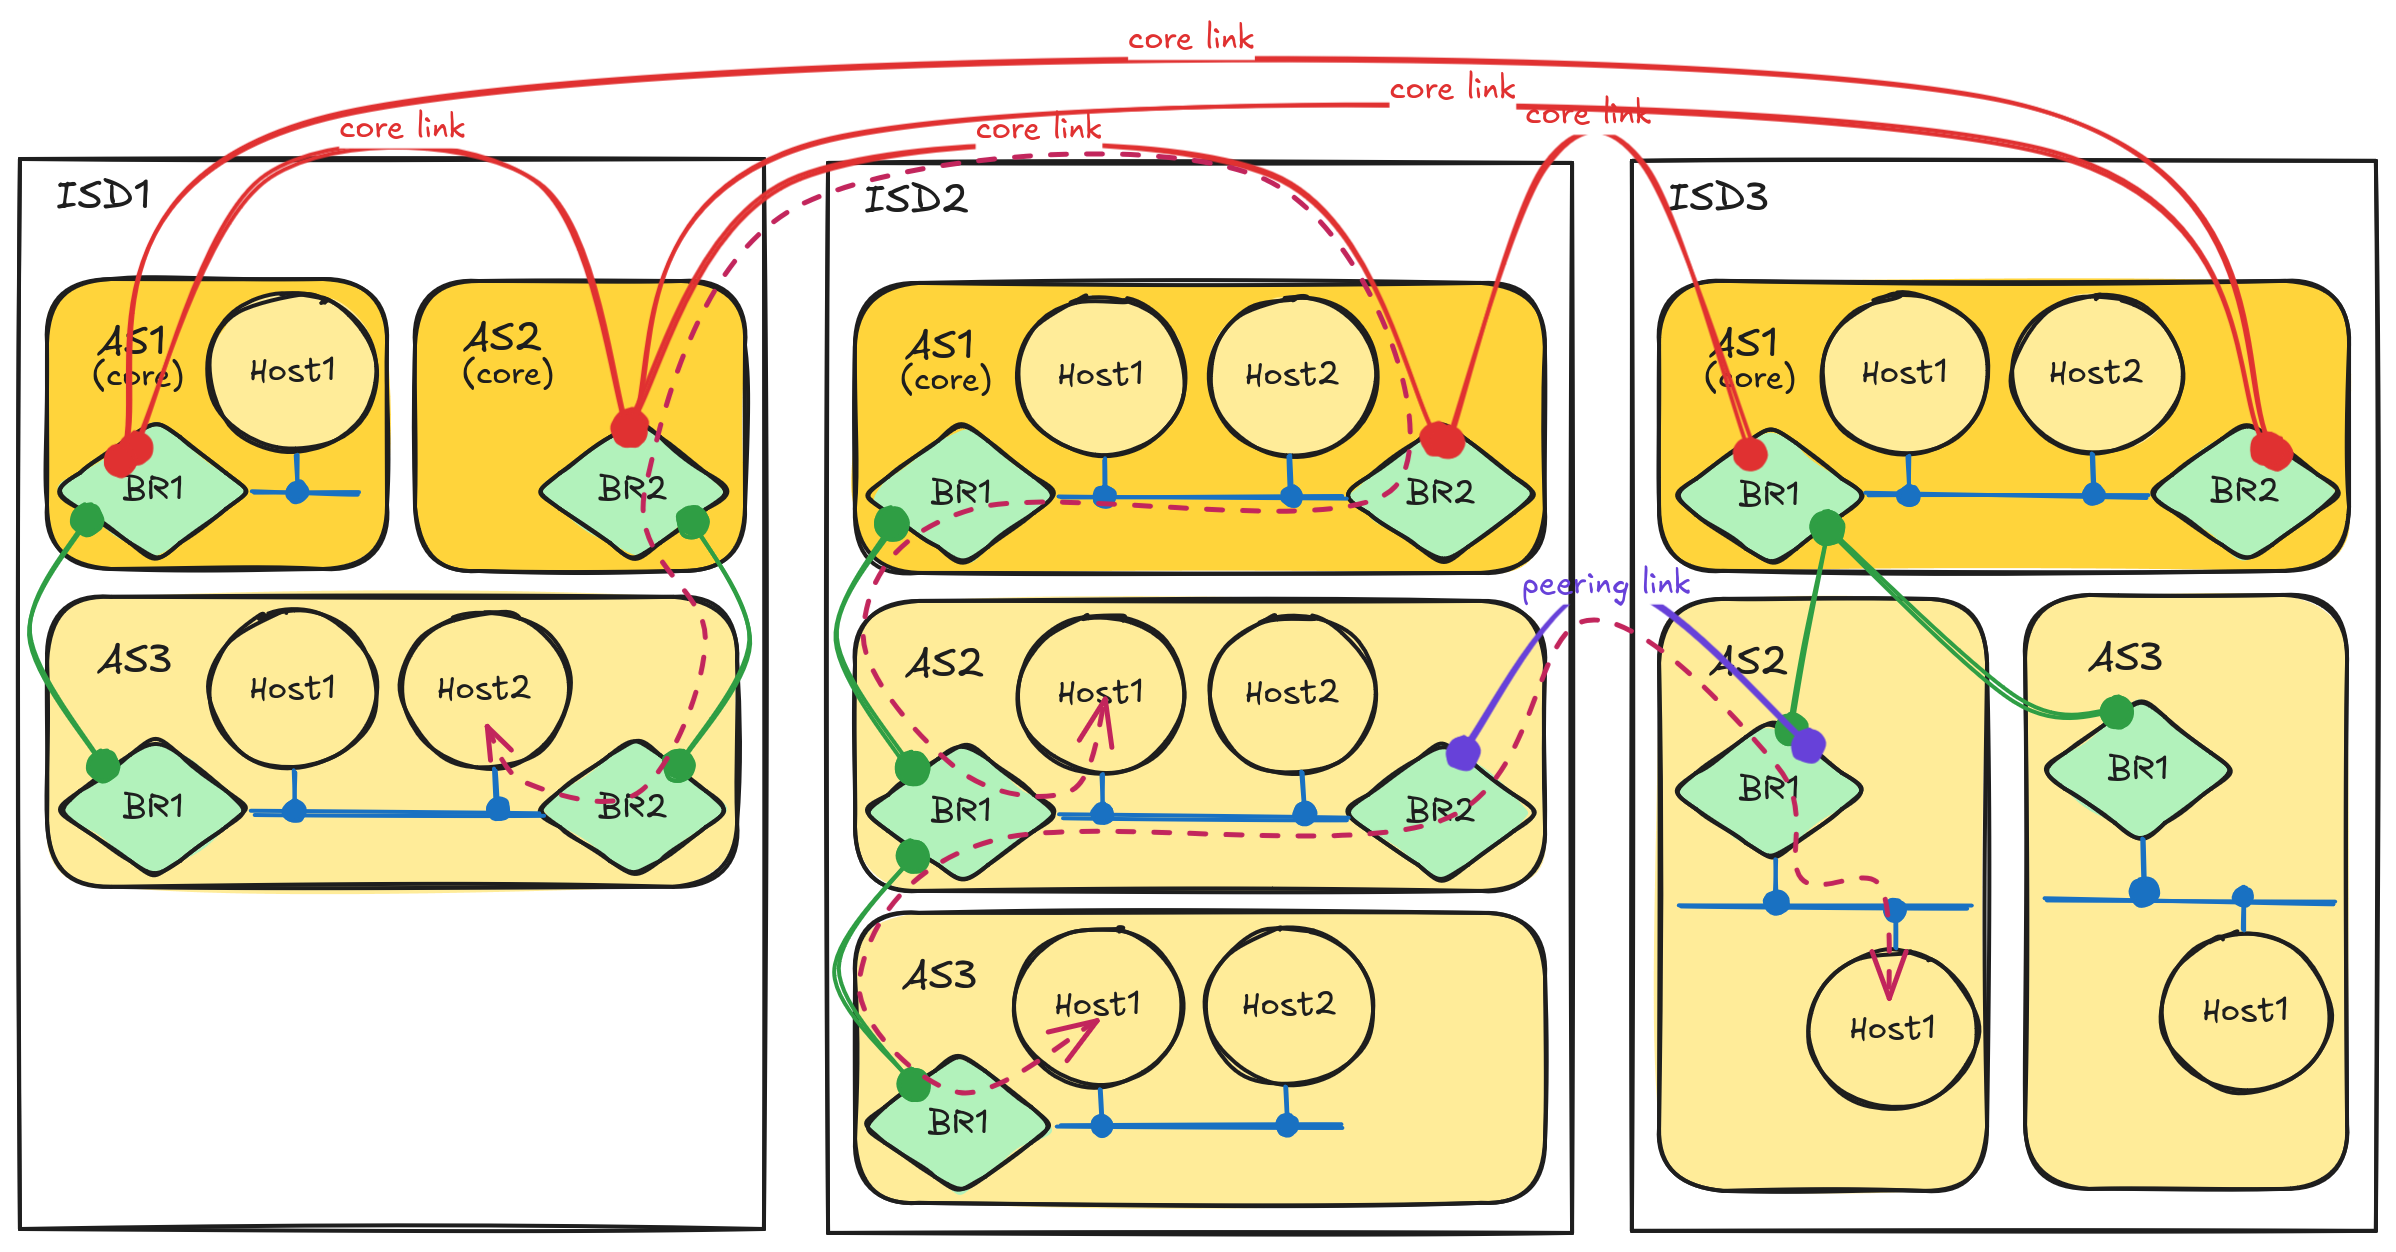 core link
core link
core link
core link
core link
ISD1
AS1
(core)
Host1
BR1
AS2
(core)
BR2
AS3
Host1
Host2
BR1
BR2
ISD2
AS1
(core)
Host1
Host2
BR1
BR2
peering link
AS2
Host1
Host2
BR1
BR2
AS3
Host1
Host2
BR1
ISD3
AS1
(core)
Host1
Host2
BR1
BR2
AS2
BR1
Host1
AS3
BR1
Host1